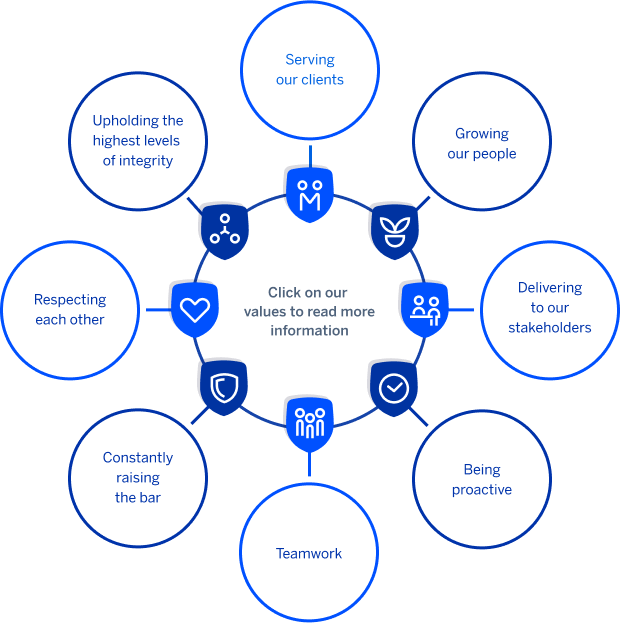 Serving
our clients
Upholding the
highest levels
of integrity
Growing
our people
Respecting
each other
Click on our
values to read more
information
Delivering
to our
stakeholders
Constantly
raising
the bar
Being
proactive
Teamwork